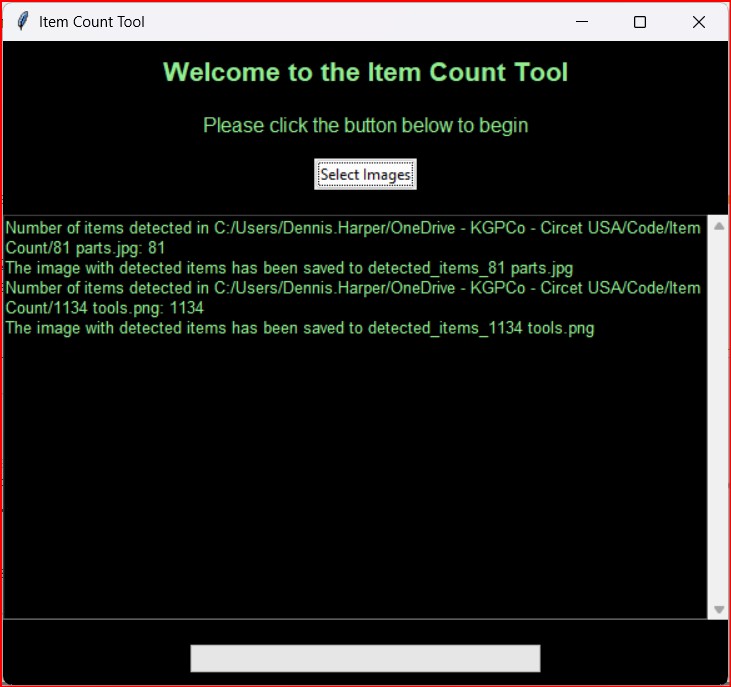 Item Count Tool
Welcome to the Item Count Tool
Please click the button below to begin
Select Images
Number of items detected in C:/Users/Dennis.Harper/OneDrive - KGPCo - Circet USA/Code/Item
Count/81 parts.jpg: 81
The image with detected items has been saved to detected_items_81 parts.jpg
Number of items detected in C:/Users/Dennis.Harper/OneDrive - KGPCo - Circet USA/Code/Item
Count/1134 tools.png: 1134
The image with detected items has been saved to detected_items_1134 tools.png